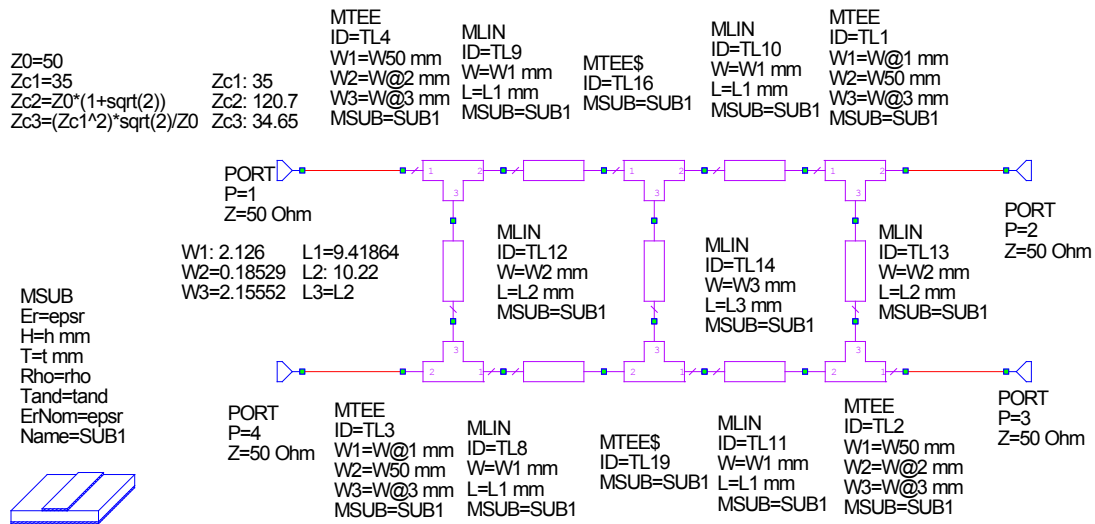 Z0=50
Zc1=35
Zc2=Z0*(1+sqrt(2))
Zc3=(Zc1^2)*sqrt(2)/Z0
Zc1: 35
Zc2: 120.7
Zc3: 34.65
MTEE
ID=TL4
W1=W50 mm
W2=W@2 mm
W3=W@3 mm
MSUB=SUB1
MLIN
ID=TL9
W=W1 mm
L=L1 mm
MSUB=SUB1
MTEE$
ID=TL16
MSUB=SUB1
MLIN
ID=TL10
W=W1 mm
L=L1 mm
MSUB=SUB1
MTEE
ID=TL1
W1=W@1 mm
W2=W50 mm
W3=W@3 mm
MSUB=SUB1
PORT
P=1
Z=50 Ohm
1 2
3
1 2
3
1 2
3
PORT
P=2
Z=50 Ohm
W1: 2.126
W2=0.18529
W3=2.15552
L1=9.41864
L2: 10.22
L3=L2
MLIN
ID=TL12
W=W2 mm
L=L2 mm
MSUB=SUB1
MLIN
ID=TL14
W=W3 mm
L=L3 mm
MSUB=SUB1
MLIN
ID=TL13
W=W2 mm
L=L2 mm
MSUB=SUB1
MSUB
Er=epsr
H=h mm
T=t mm
Rho=rho
Tand=tand
ErNom=epsr
Name=SUB1
3
2 1
3
2 1
3
2 1
PORT
P=4
Z=50 Ohm
MTEE
ID=TL3
W1=W@1 mm
W2=W50 mm
W3=W@3 mm
MSUB=SUB1
MLIN
ID=TL8
W=W1 mm
L=L1 mm
MSUB=SUB1
MTEE$
ID=TL19
MSUB=SUB1
MLIN
ID=TL11
W=W1 mm
L=L1 mm
MSUB=SUB1
MTEE
ID=TL2
W1=W50 mm
W2=W@2 mm
W3=W@3 mm
MSUB=SUB1
PORT
P=3
Z=50 Ohm